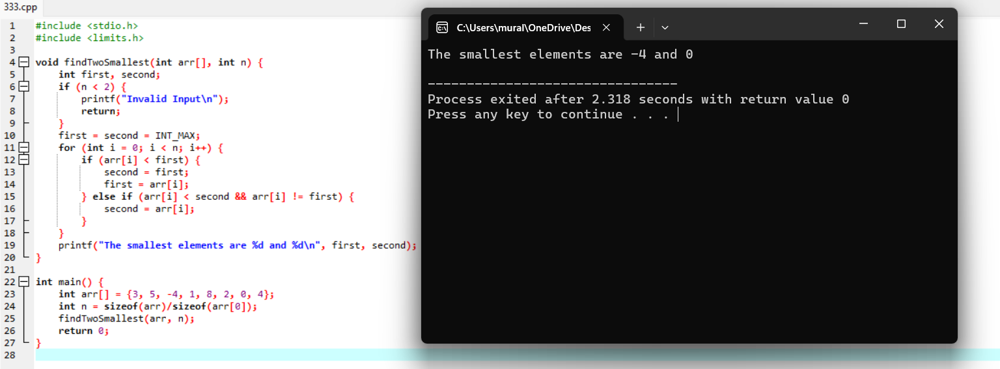 333.cpp
1 #include <stdio.h>
2 #include <limits.h>
3
4 void findTwoSmallest(int arr[], int n) {
5     int first, second;
6     if (n < 2) {
7         printf("Invalid Input\n");
8         return;
9     }
10     first = second = INT_MAX;
11     for (int i = 0; i < n; i++) {
12         if (arr[i] < first) {
13             second = first;
14             first = arr[i];
15         } else if (arr[i] < second && arr[i] != first) {
16             second = arr[i];
17         }
18     }
19     printf("The smallest elements are %d and %d\n", first, second);
20 }
21
22 int main() {
23     int arr[] = {3, 5, -4, 1, 8, 2, 0, 4};
24     int n = sizeof(arr)/sizeof(arr[0]);
25     findTwoSmallest(arr, n);
26     return 0;
27 }
28
C:\Users\mural\OneDrive\Des
The smallest elements are -4 and 0
--------------------------------
Process exited after 2.318 seconds with return value 0
Press any key to continue . . .